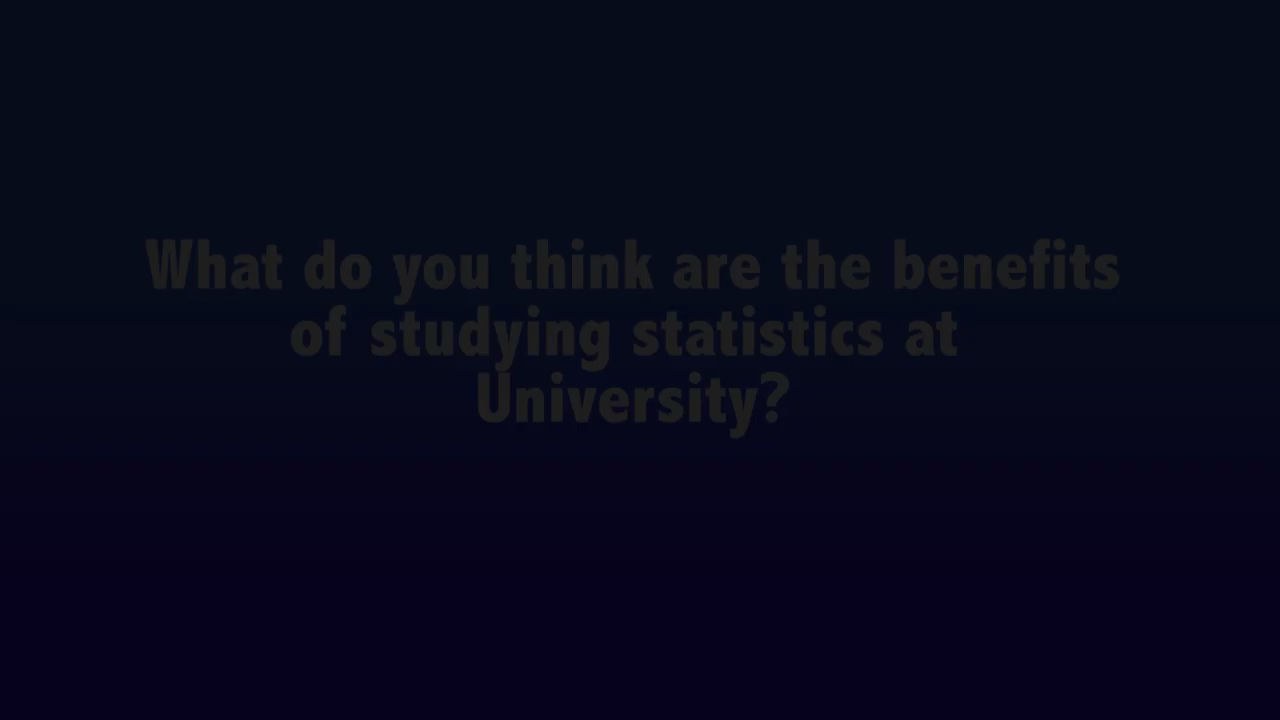 What do you think are the benefits
of studying statistics at
University?